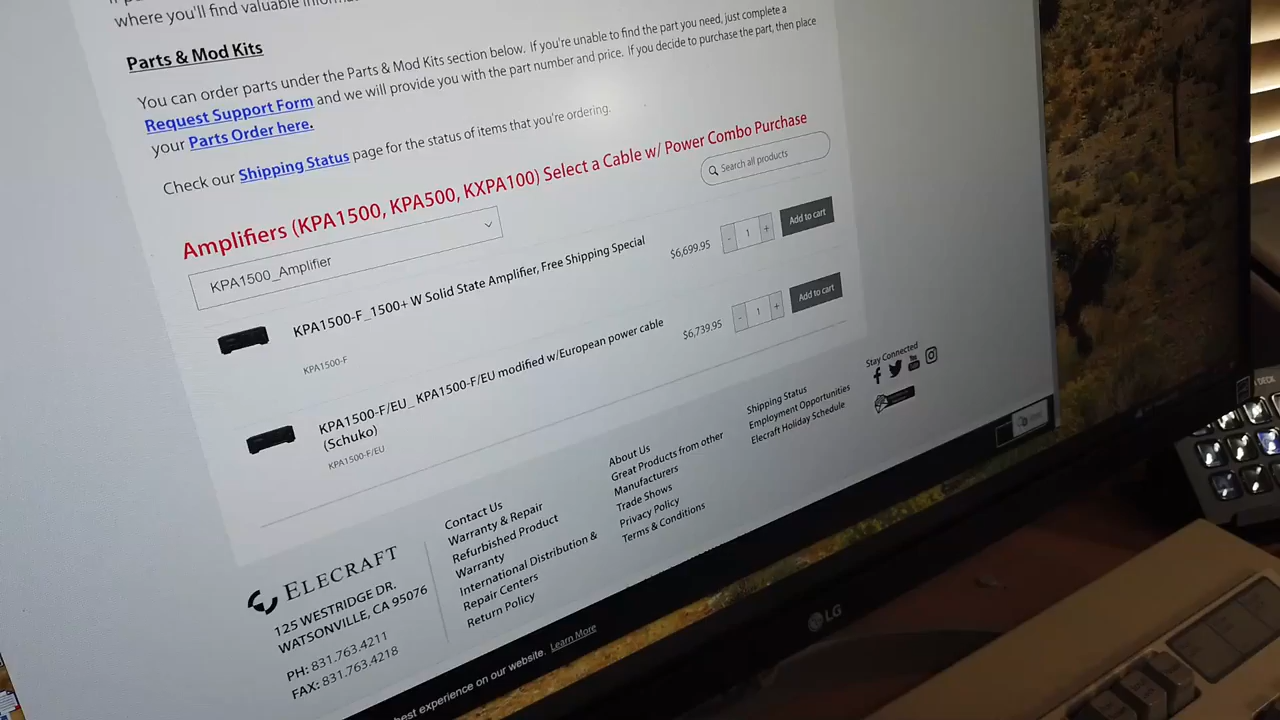 where you'll find valuable
Parts & Mod Kits
You can order parts under the Parts & Mod Kits section below. If you're unable to find the part you need, just complete a
Request Support Form and we will provide you with the part number and price. If you decide to purchase the part, then place
your Parts Order here.
Check our Shipping Status page for the status of items that you're ordering.
Amplifiers (KPA1500, KPA500, KXPA100) Select a Cable w/ Power Combo Purchase
Search all products
KPA1500_Amplifier
KPA1500-F_1500+ W Solid State Amplifier, Free Shipping Special
KPA1500-F
$6,699.95
- 1 +
Add to cart
KPA1500-F/EU_ KPA1500-F/EU modified w/European power cable
(Schuko)
KPA1500-F/EU
$6,739.95
- 1 +
Add to cart
ELECRAFT
125 WESTRIDGE DR.
WATSONVILLE, CA 95076
PH: 831.763.4211
FAX: 831.763.4218
Contact Us
Warranty & Repair
Refurbished Product
Warranty
International Distribution &
Repair Centers
Return Policy
About Us
Great Products from other
Manufacturers
Trade Shows
Privacy Policy
Terms & Conditions
Shipping Status
Employment Opportunities
Elecraft Holiday Schedule
Stay Connected
best experience on our website. Learn More
LG
DECK